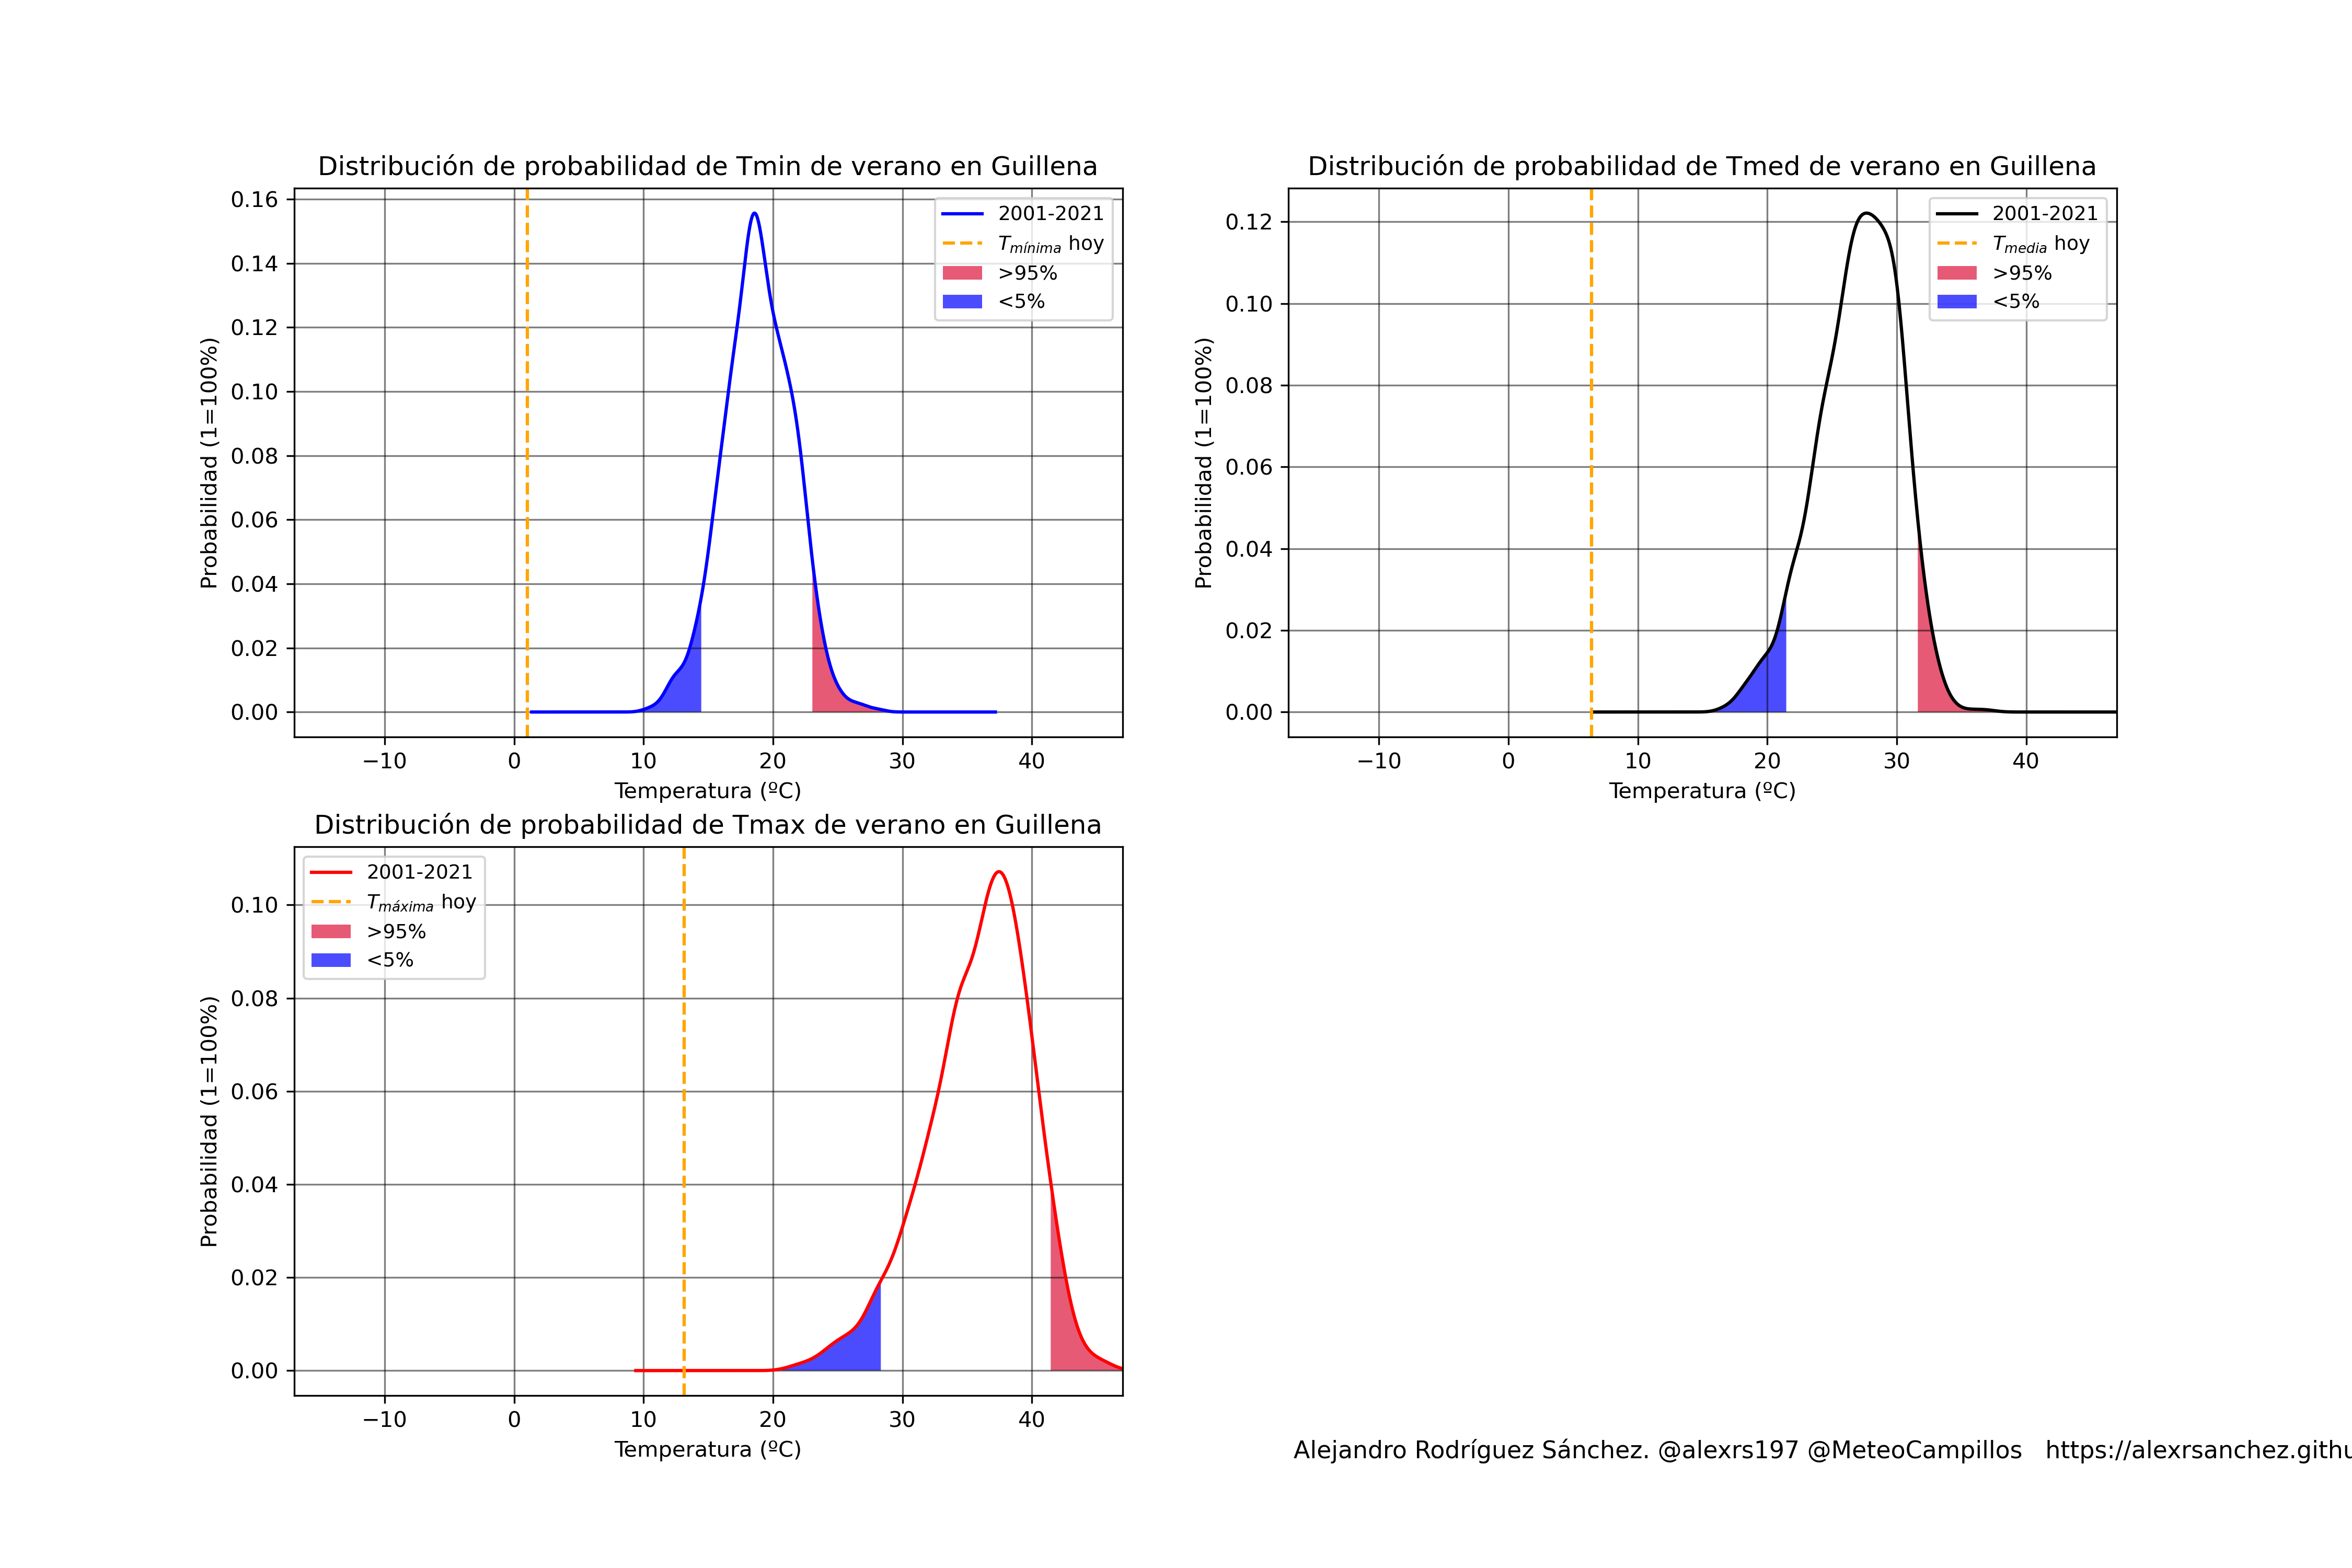 Distribución de probabilidad de Tmin de verano en Guillena
Probabilidad (1=100%)
0.16
0.14
0.12
0.10
0.08
0.06
0.04
0.02
0.00
2001-2021
Tmínima hoy
>95%
<5%
−10 0 10 20 30 40
Temperatura (ºC)
Distribución de probabilidad de Tmed de verano en Guillena
Probabilidad (1=100%)
0.12
0.10
0.08
0.06
0.04
0.02
0.00
2001-2021
Tmedia hoy
>95%
<5%
−10 0 10 20 30 40
Temperatura (ºC)
Distribución de probabilidad de Tmax de verano en Guillena
Probabilidad (1=100%)
0.10
0.08
0.06
0.04
0.02
0.00
2001-2021
Tmáxima hoy
>95%
<5%
−10 0 10 20 30 40
Temperatura (ºC)
Alejandro Rodríguez Sánchez. @alexrs197 @MeteoCampillos https://alexrsanchez.githu